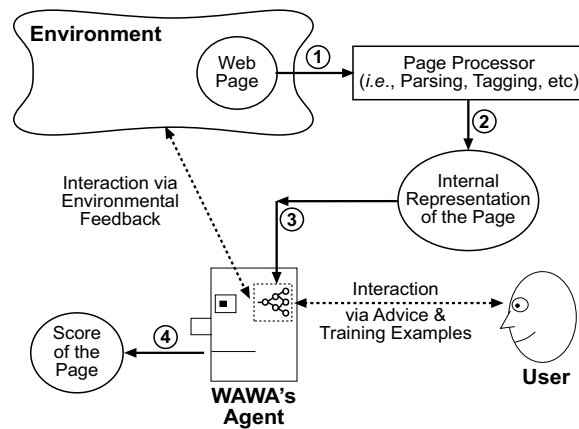 Environment
Web
Page
1
Page Processor
(i.e., Parsing, Tagging, etc)
2
Internal
Representation
of the Page
Interaction via
Environmental
Feedback
3
Interaction
via Advice &
Training Examples
Score
of the
Page
4
WAWA's
Agent
User